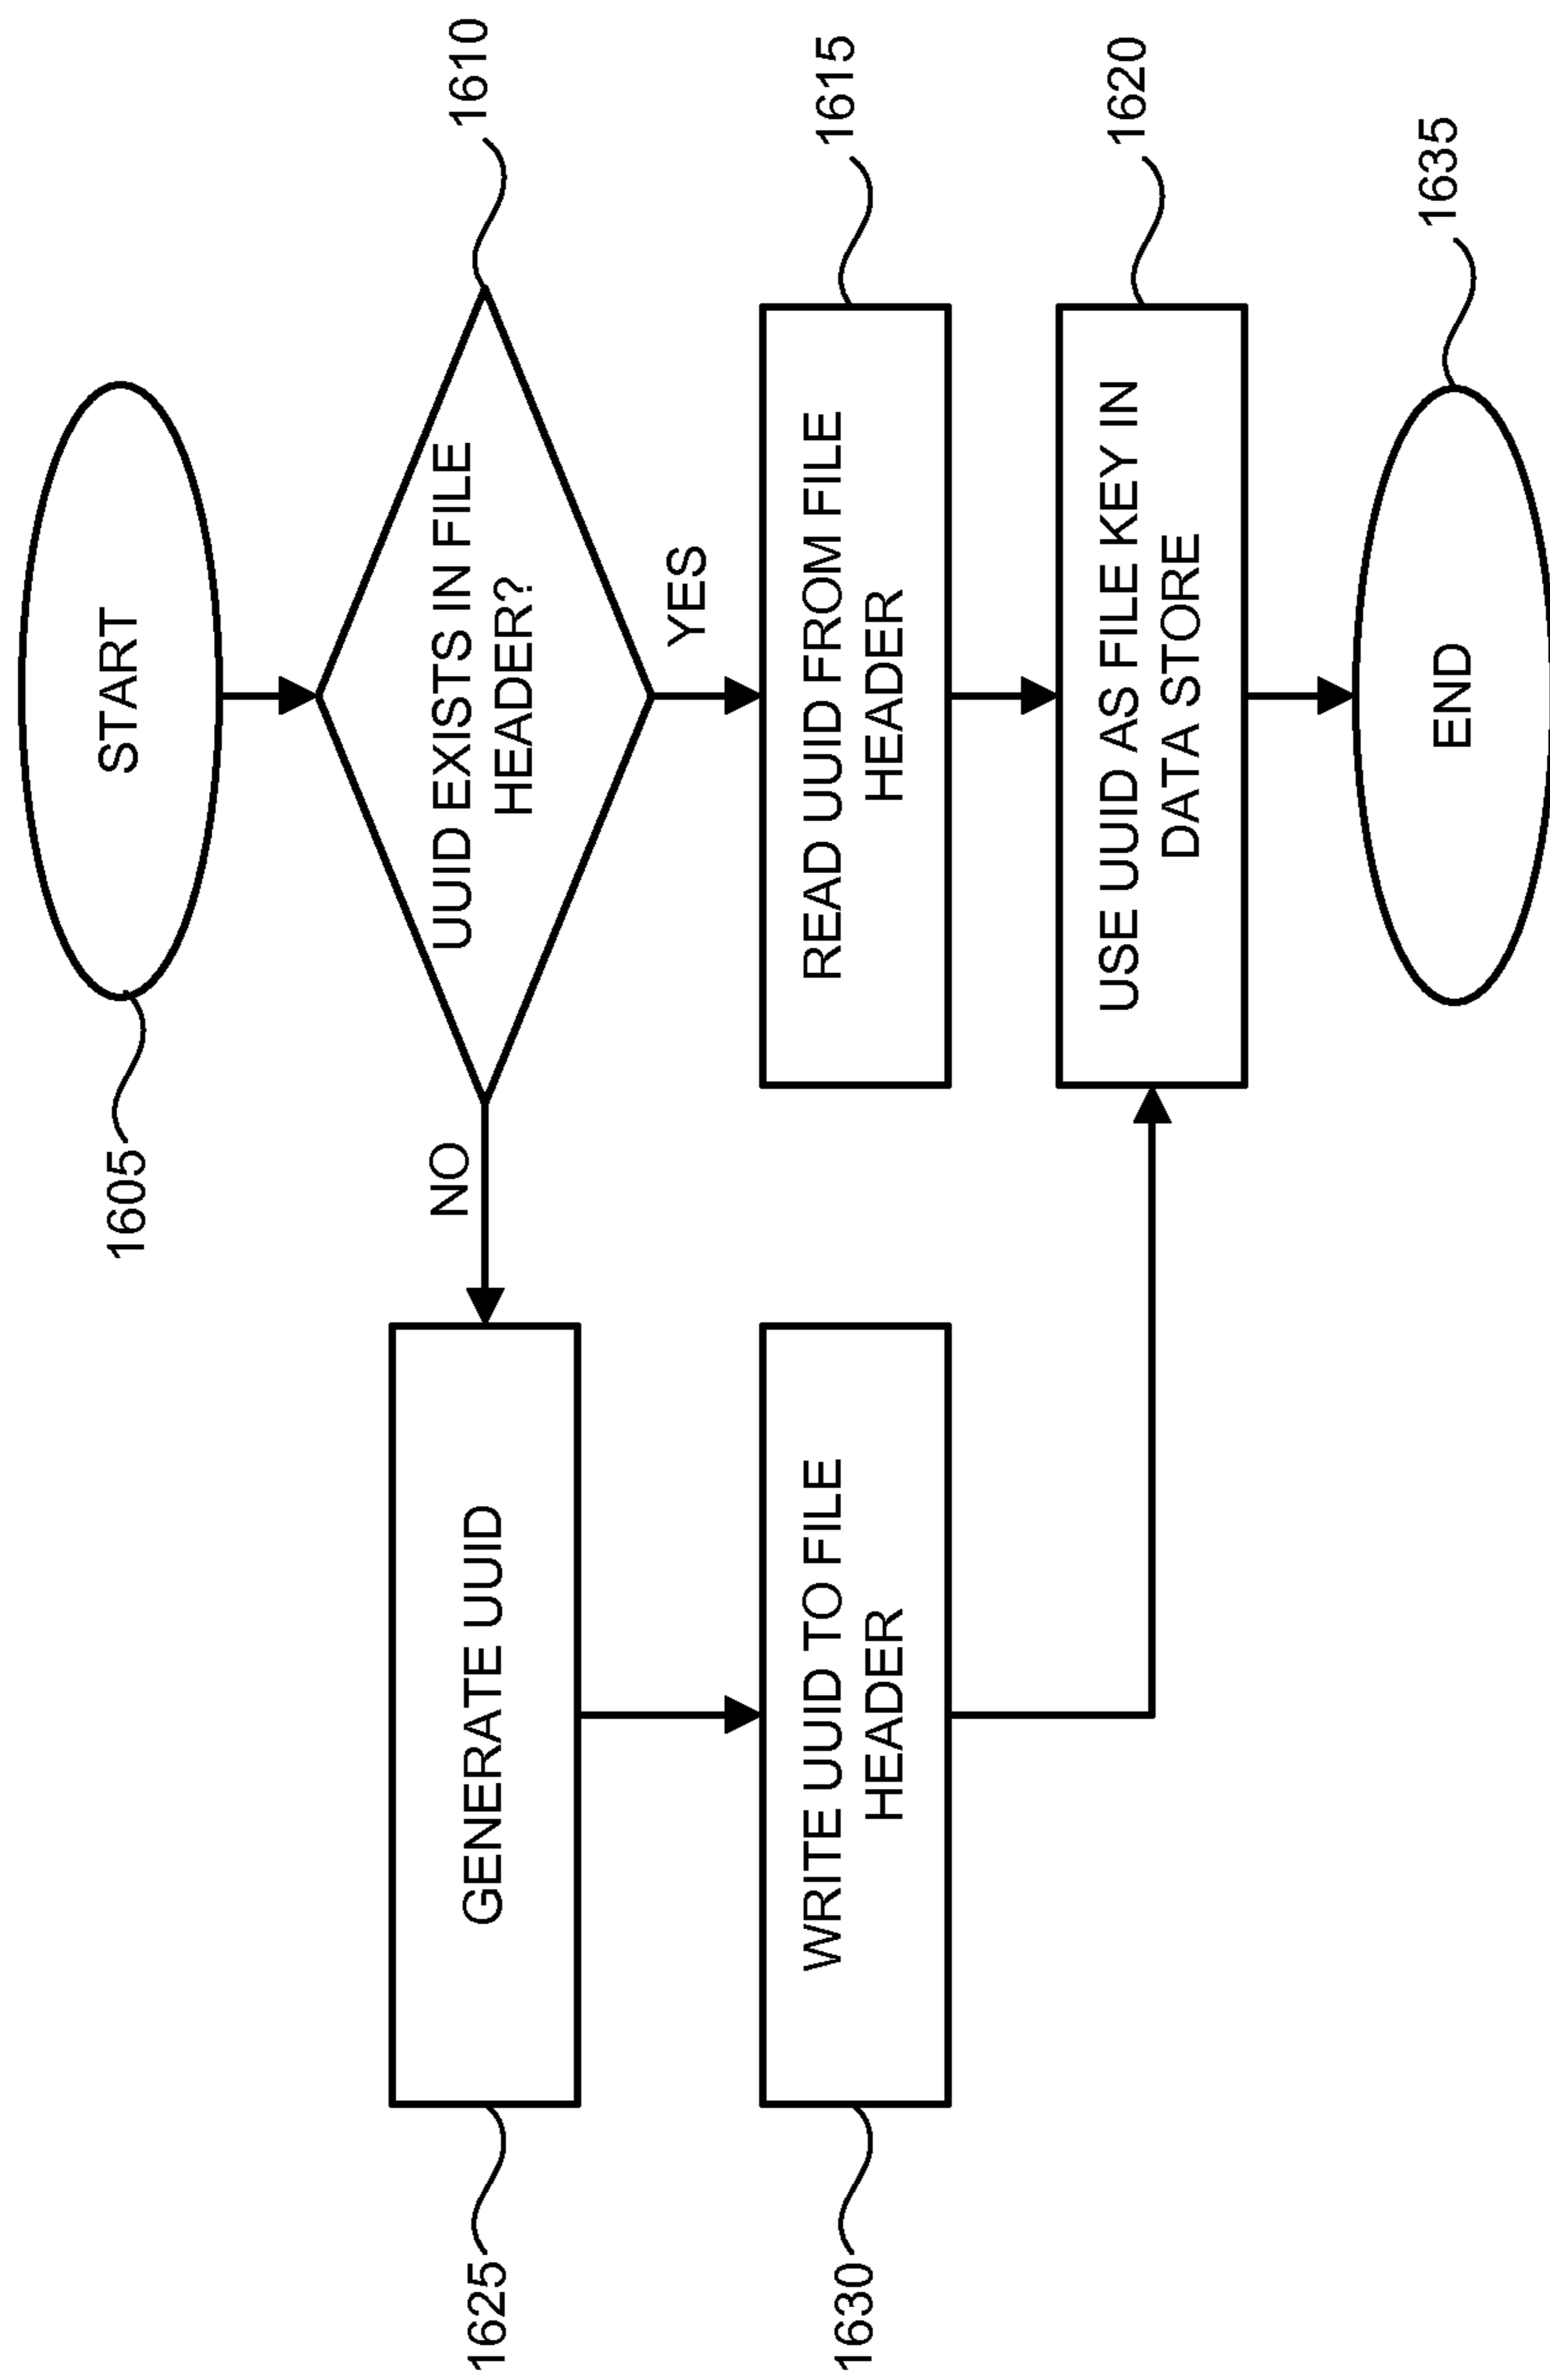 1605
START
UUID EXISTS IN FILE
HEADER?
1610
NO
YES
GENERATE UUID
1625
READ UUID FROM FILE
HEADER
1615
WRITE UUID TO FILE
HEADER
1630
USE UUID AS FILE KEY IN
DATA STORE
1620
END
1635